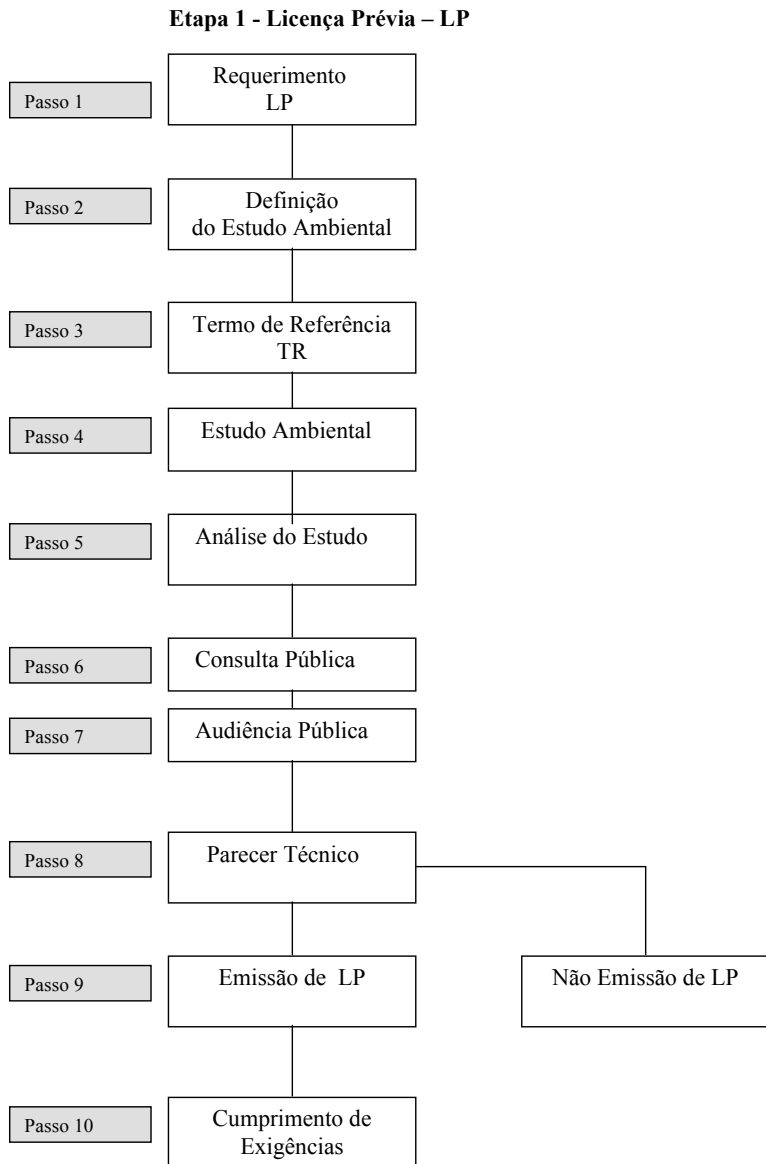 Etapa 1 - Licença Prévia – LP
Passo 1
Requerimento
LP
Passo 2
Definição
do Estudo Ambiental
Passo 3
Termo de Referência
TR
Passo 4
Estudo Ambiental
Passo 5
Análise do Estudo
Passo 6
Consulta Pública
Passo 7
Audiência Pública
Passo 8
Parecer Técnico
Passo 9
Emissão de LP
Não Emissão de LP
Passo 10
Cumprimento de
Exigências